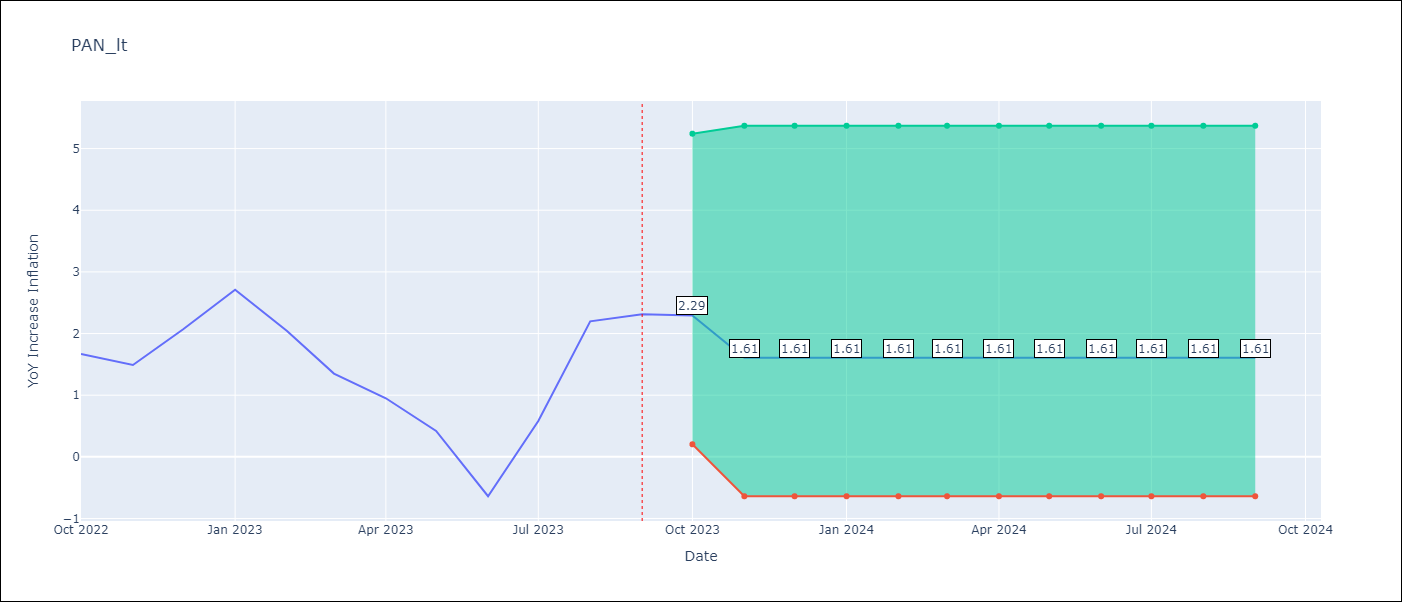 PAN_lt
YoY Increase Inflation
5
4
3
2
1
0
−1
2.29
1.61 1.61 1.61 1.61 1.61 1.61 1.61 1.61 1.61 1.61 1.61
Oct 2022 Jan 2023 Apr 2023 Jul 2023 Oct 2023 Jan 2024 Apr 2024 Jul 2024 Oct 2024
Date